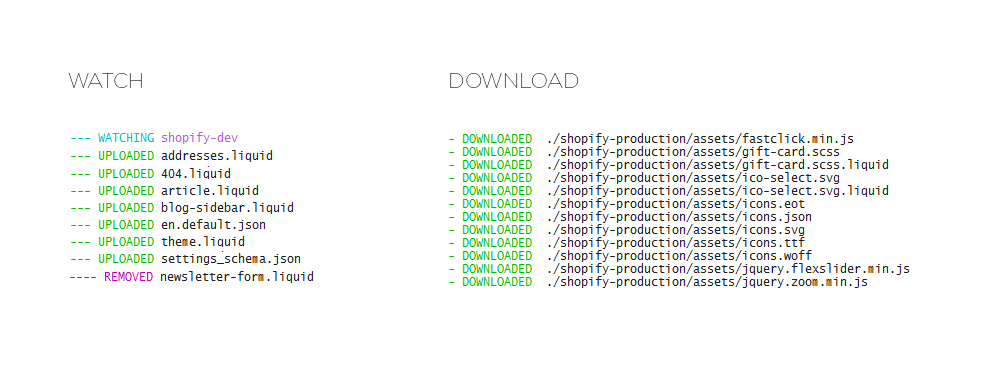 WATCH
--- WATCHING shopify-dev
--- UPLOADED addresses.liquid
--- UPLOADED 404.liquid
--- UPLOADED article.liquid
--- UPLOADED blog-sidebar.liquid
--- UPLOADED en.default.json
--- UPLOADED theme.liquid
--- UPLOADED settings_schema.json
---- REMOVED newsletter-form.liquid
DOWNLOAD
- DOWNLOADED ./shopify-production/assets/fastclick.min.js
- DOWNLOADED ./shopify-production/assets/gift-card.scss
- DOWNLOADED ./shopify-production/assets/gift-card.scss.liquid
- DOWNLOADED ./shopify-production/assets/ico-select.svg
- DOWNLOADED ./shopify-production/assets/ico-select.svg.liquid
- DOWNLOADED ./shopify-production/assets/icons.eot
- DOWNLOADED ./shopify-production/assets/icons.json
- DOWNLOADED ./shopify-production/assets/icons.svg
- DOWNLOADED ./shopify-production/assets/icons.ttf
- DOWNLOADED ./shopify-production/assets/icons.woff
- DOWNLOADED ./shopify-production/assets/jquery.flexslider.min.js
- DOWNLOADED ./shopify-production/assets/jquery.zoom.min.js